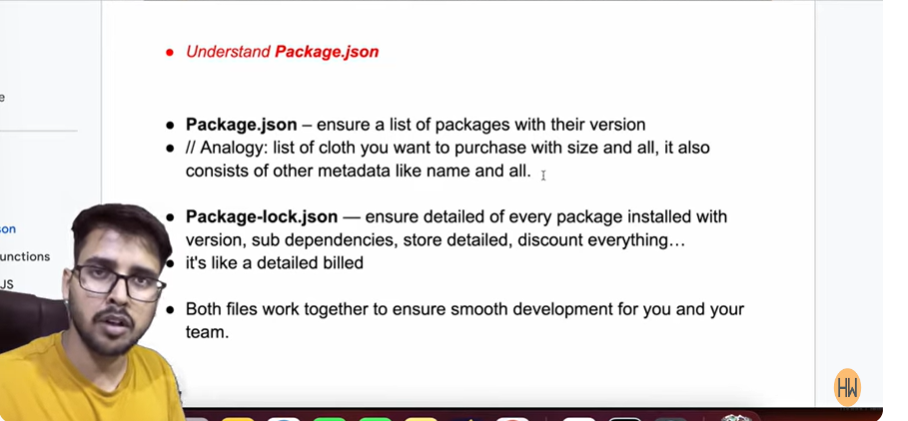 Understand Package.json
e
Package.json – ensure a list of packages with their version
// Analogy: list of cloth you want to purchase with size and all, it also
consists of other metadata like name and all.
Package-lock.json — ensure detailed of every package installed with
version, sub dependencies, store detailed, discount everything…
it's like a detailed billed
Both files work together to ensure smooth development for you and your
team.
son
unctions
JS
HW